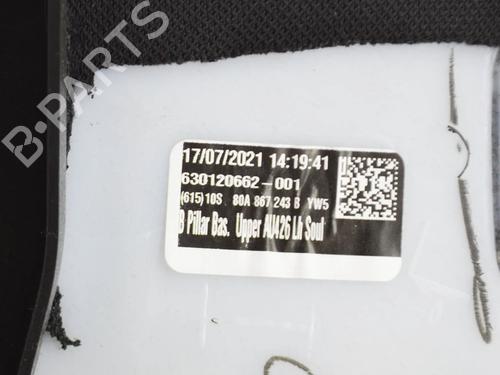 B-PARTS
17/07/2021 14:19:41
630120662-001
(615)10S 80A 867 243 B YW5
B Pillar Bas. Upper AU426 Lh Soul